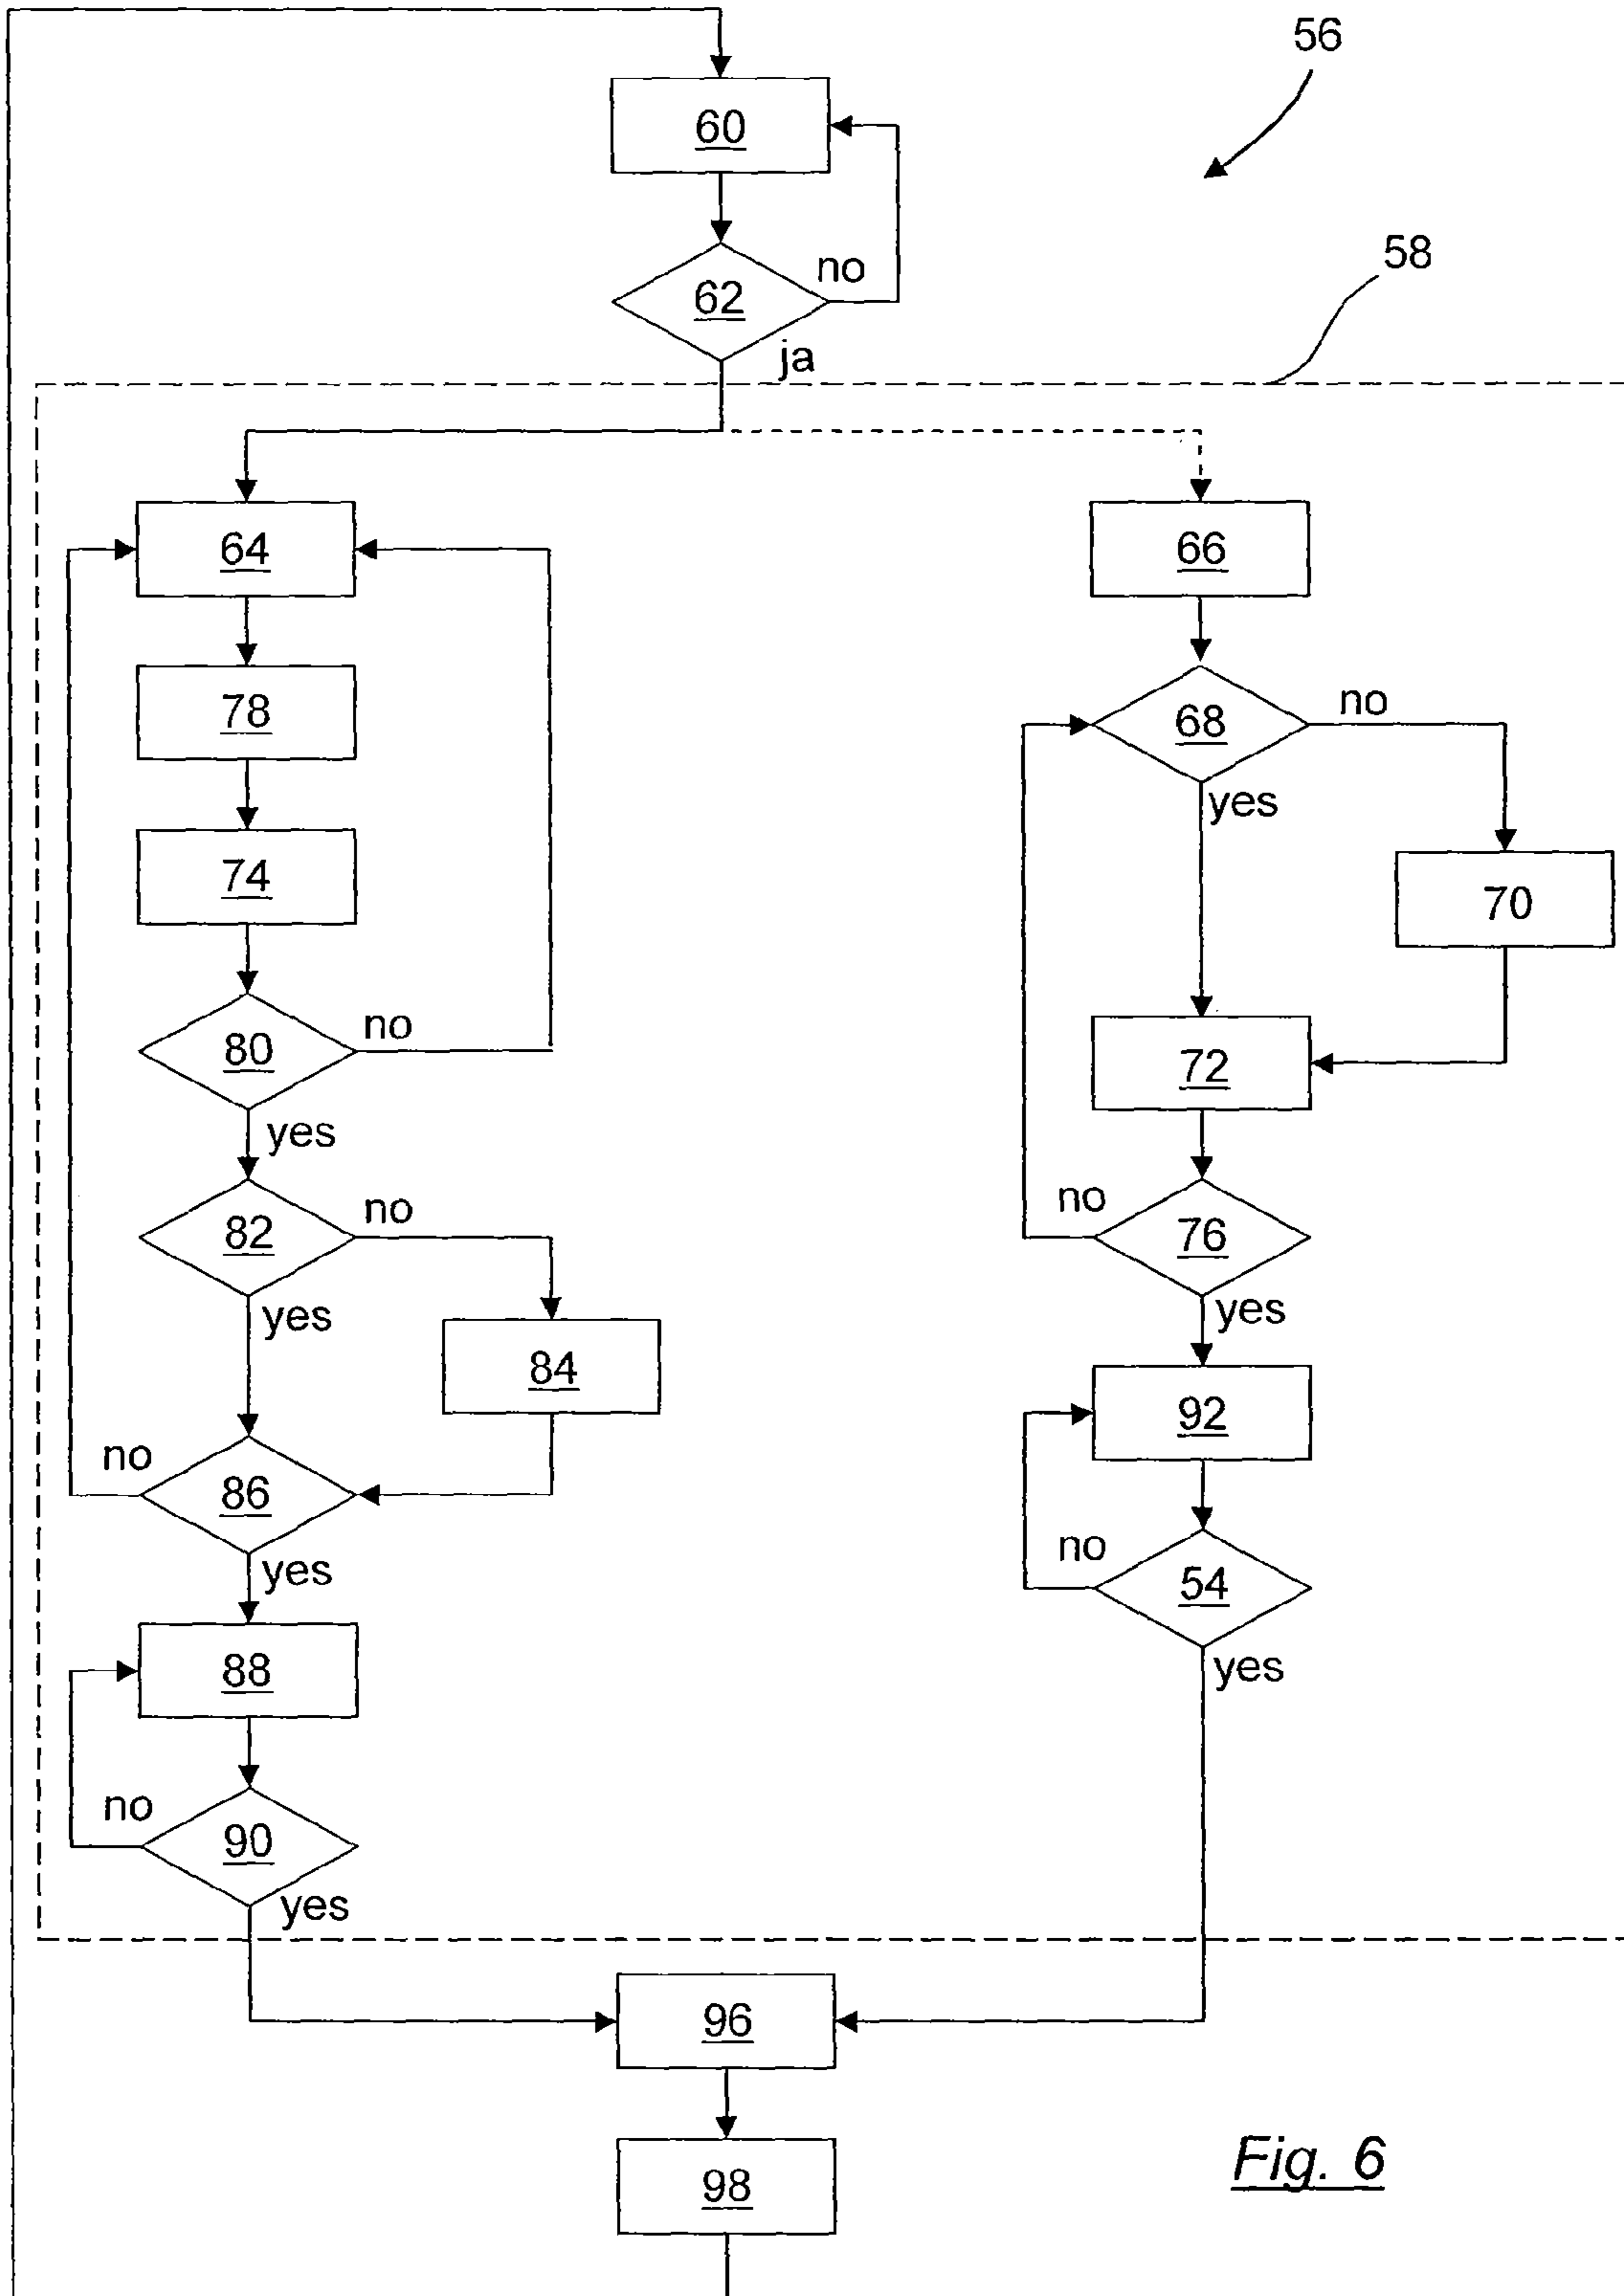 56
60
58
no
62
ja
64
66
78
68
no
yes
74
70
80
no
72
yes
82
no
no
76
yes
yes
84
92
no
86
no
54
yes
yes
88
no
90
yes
96
98
Fig. 6